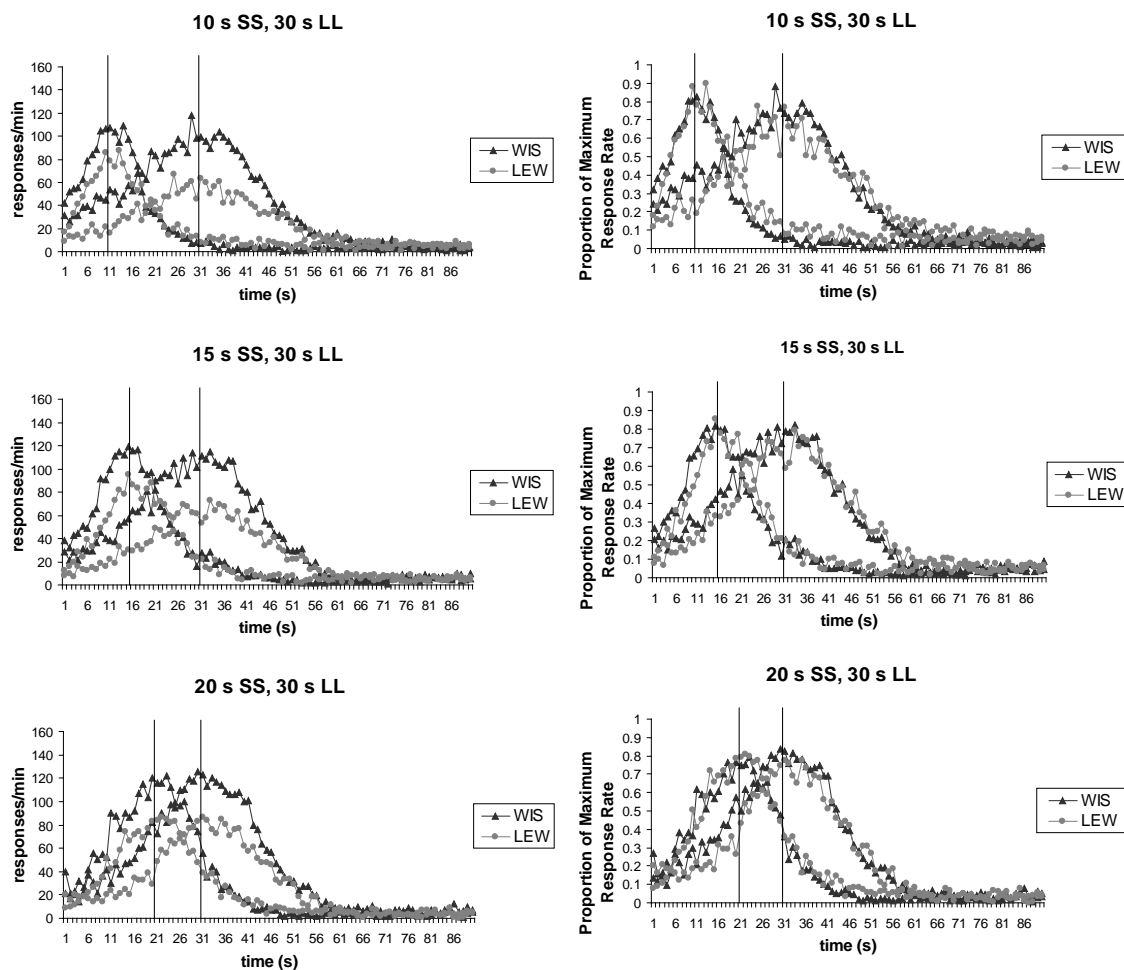 10 s SS, 30 s LL
responses/min
160
140
120
100
80
60
40
20
0
1 6 11 16 21 26 31 36 41 46 51 56 61 66 71 76 81 86
time (s)
WIS
LEW
10 s SS, 30 s LL
Proportion of Maximum
Response Rate
1
0.9
0.8
0.7
0.6
0.5
0.4
0.3
0.2
0.1
0
1 6 11 16 21 26 31 36 41 46 51 56 61 66 71 76 81 86
time (s)
WIS
LEW
15 s SS, 30 s LL
responses/min
160
140
120
100
80
60
40
20
0
1 6 11 16 21 26 31 36 41 46 51 56 61 66 71 76 81 86
time (s)
WIS
LEW
15 s SS, 30 s LL
Proportion of Maximum
Response Rate
1
0.9
0.8
0.7
0.6
0.5
0.4
0.3
0.2
0.1
0
1 6 11 16 21 26 31 36 41 46 51 56 61 66 71 76 81 86
time (s)
WIS
LEW
20 s SS, 30 s LL
responses/min
160
140
120
100
80
60
40
20
0
1 6 11 16 21 26 31 36 41 46 51 56 61 66 71 76 81 86
time (s)
WIS
LEW
20 s SS, 30 s LL
Proportion of Maximum
Response Rate
1
0.9
0.8
0.7
0.6
0.5
0.4
0.3
0.2
0.1
0
1 6 11 16 21 26 31 36 41 46 51 56 61 66 71 76 81 86
time (s)
WIS
LEW